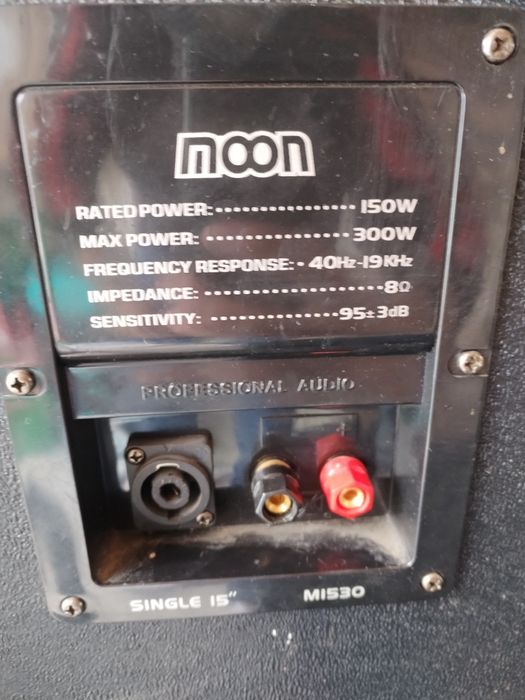 moon
RATED POWER: 150W
MAX POWER: 300W
FREQUENCY RESPONSE: 40Hz-19KHz
IMPEDANCE: 8Ω
SENSITIVITY: 95±3dB
PROFESSIONAL AUDIO
SINGLE 15" M1530